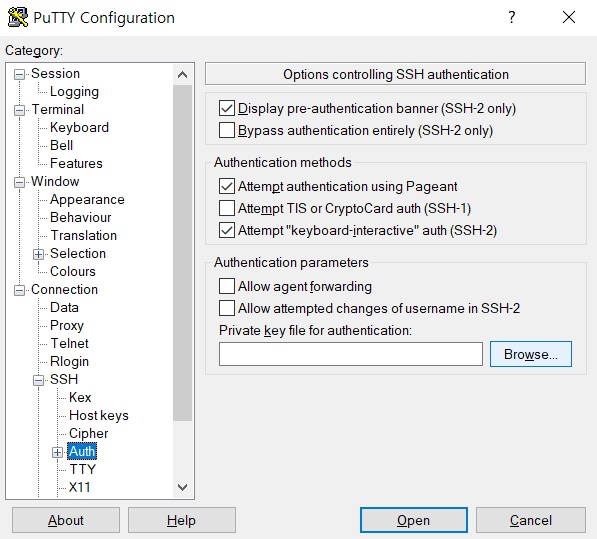 PuTTY Configuration
?
Category:
Session
Logging
Terminal
Keyboard
Bell
Features
Window
Appearance
Behaviour
Translation
Selection
Colours
Connection
Data
Proxy
Telnet
Rlogin
SSH
Kex
Host keys
Cipher
Auth
TTY
X11
Options controlling SSH authentication
Display pre-authentication banner (SSH-2 only)
Bypass authentication entirely (SSH-2 only)
Authentication methods
Attempt authentication using Pageant
Attempt TIS or CryptoCard auth (SSH-1)
Attempt "keyboard-interactive" auth (SSH-2)
Authentication parameters
Allow agent forwarding
Allow attempted changes of username in SSH-2
Private key file for authentication:
Browse...
About
Help
Open
Cancel